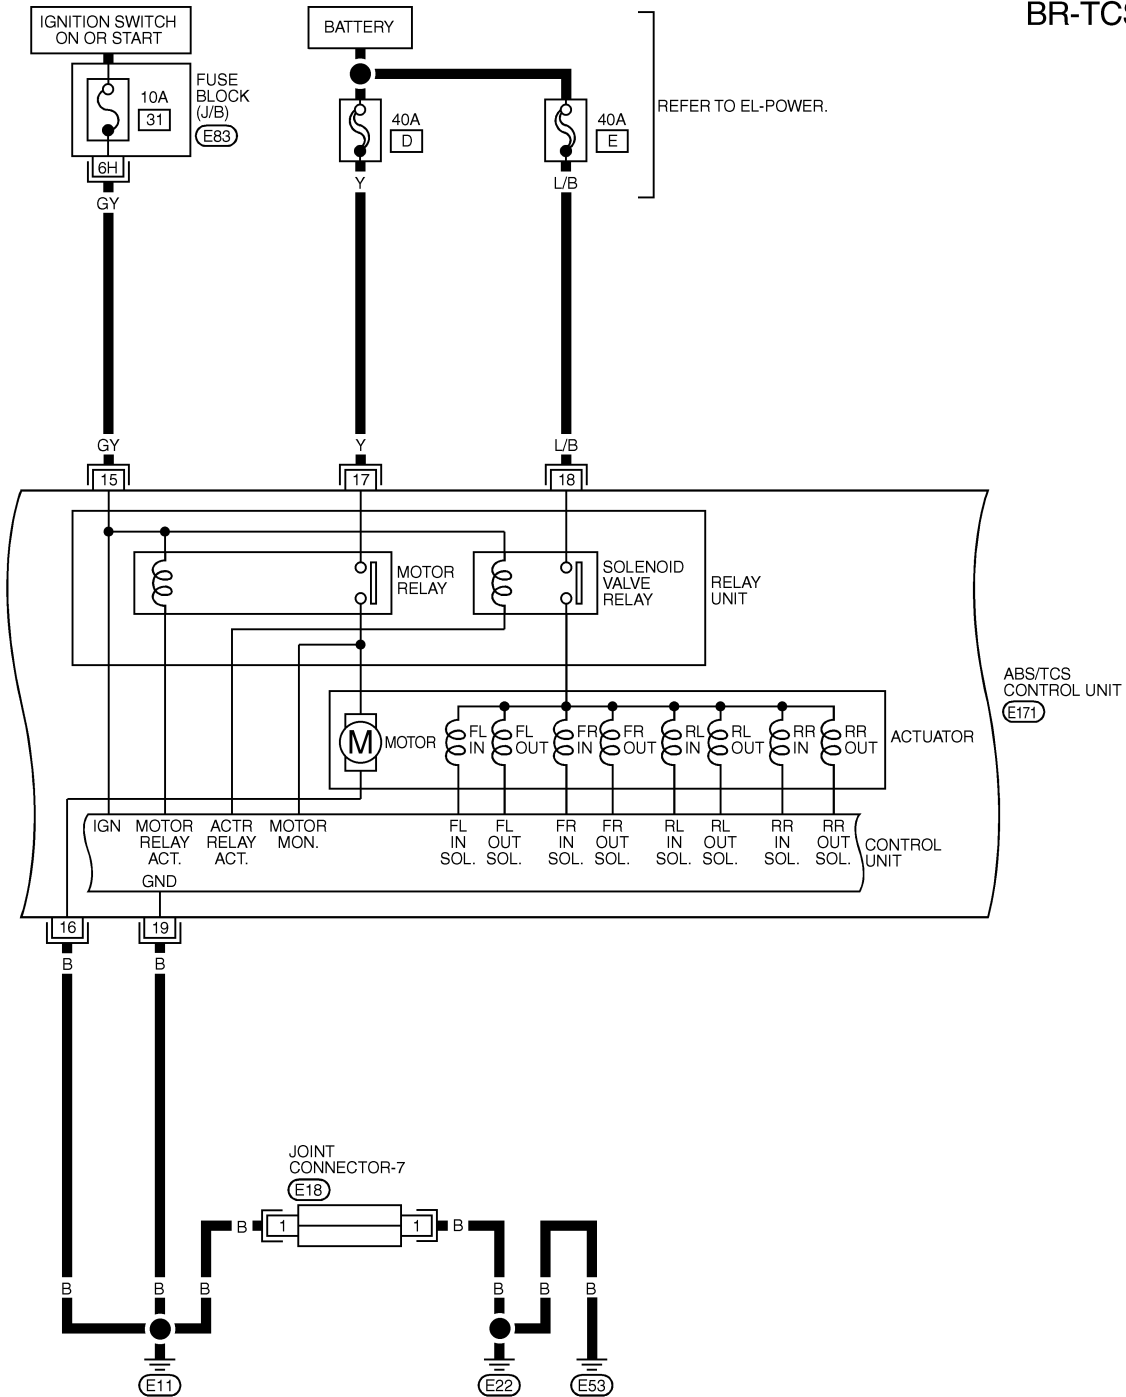 BR-TCS
IGNITION SWITCH
ON OR START
BATTERY
FUSE
BLOCK
(J/B)
E83
10A
31
40A
D
40A
E
REFER TO EL-POWER.
6H
GY
Y
L/B
GY
Y
L/B
15
17
18
MOTOR
RELAY
SOLENOID
VALVE
RELAY
RELAY
UNIT
ABS/TCS
CONTROL UNIT
E171
M
MOTOR
FL
IN
FL
OUT
FR
IN
FR
OUT
RL
IN
RL
OUT
RR
IN
RR
OUT
ACTUATOR
IGN
MOTOR
RELAY
ACT.
ACTR
RELAY
ACT.
MOTOR
MON.
FL
IN
SOL.
FL
OUT
SOL.
FR
IN
SOL.
FR
OUT
SOL.
RL
IN
SOL.
RL
OUT
SOL.
RR
IN
SOL.
RR
OUT
SOL.
CONTROL
UNIT
GND
16
19
B
B
JOINT
CONNECTOR-7
E18
B
1
1
B
B
B
B
B
B
B
E11
E22
E53